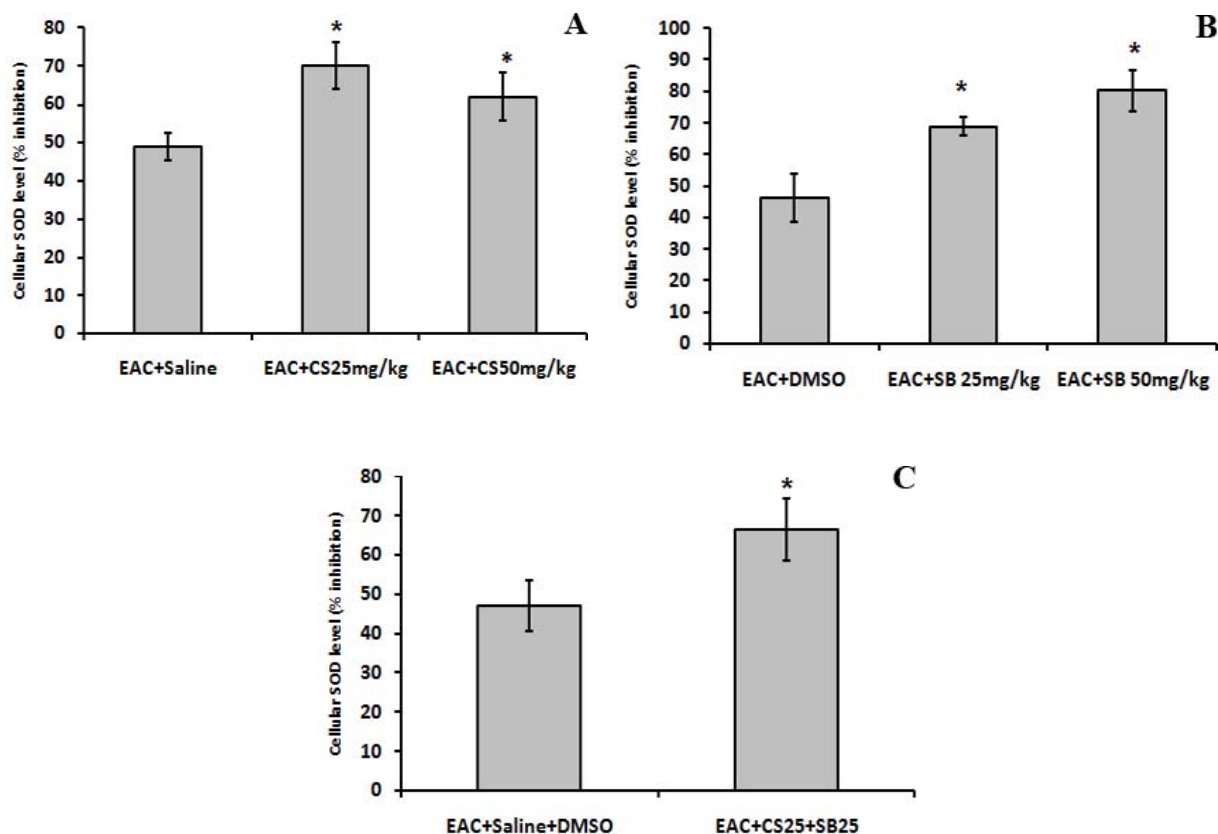 A
Cellular SOD level (% inhibition)
80
70
60
50
40
30
20
10
0
*
*
EAC+Saline
EAC+CS25mg/kg
EAC+CS50mg/kg
B
Cellular SOD level (% inhibition)
100
90
80
70
60
50
40
30
20
10
0
*
*
EAC+DMSO
EAC+SB 25mg/kg
EAC+SB 50mg/kg
C
Cellular SOD level (% inhibition)
80
70
60
50
40
30
20
10
0
*
EAC+Saline+DMSO
EAC+CS25+SB25